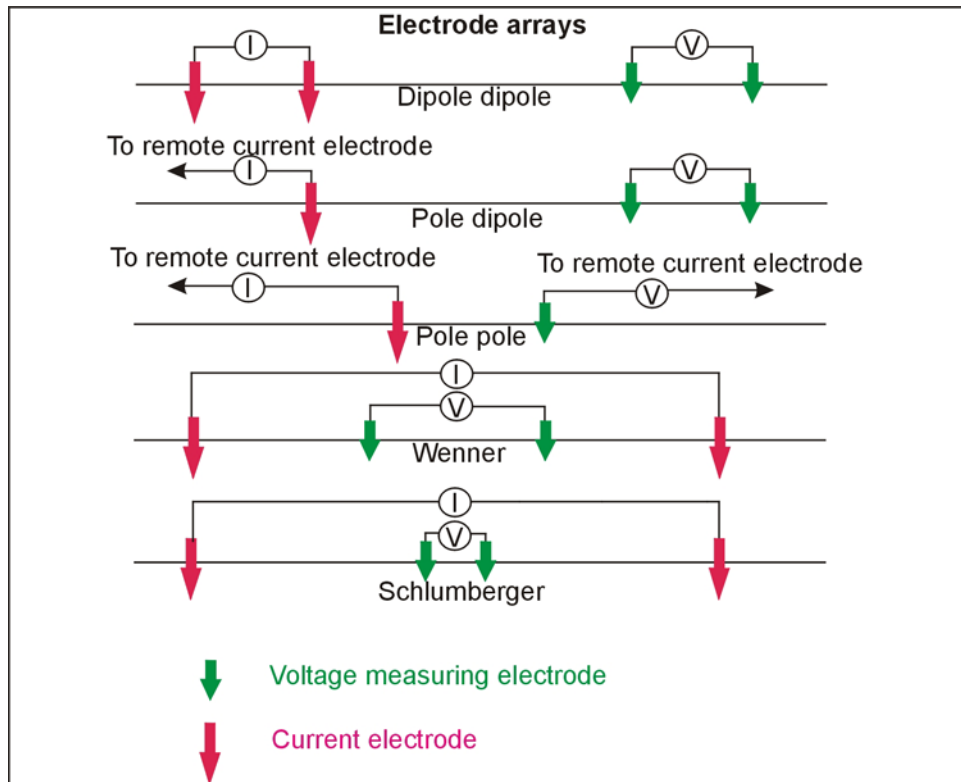 Electrode arrays
I V
Dipole dipole
To remote current electrode
I V
Pole dipole
To remote current electrode To remote current electrode
I V
Pole pole
I
V
Wenner
I
V
Schlumberger
Voltage measuring electrode
Current electrode